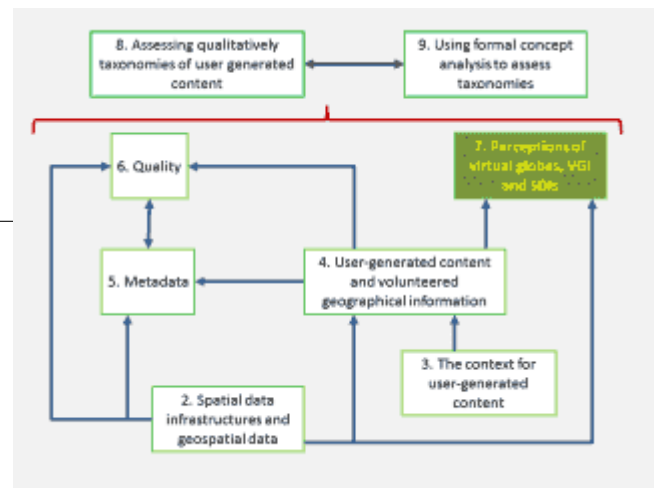 8. Assessing qualitatively
taxonomies of user generated
content
9. Using formal concept
analysis to assess
taxonomies
6. Quality
7. Perceptions of
virtual globes, VGI
and SDIs
5. Metadata
4. User-generated content
and volunteered
geographical information
3. The context for
user-generated
content
2. Spatial data
infrastructures and
geospatial data